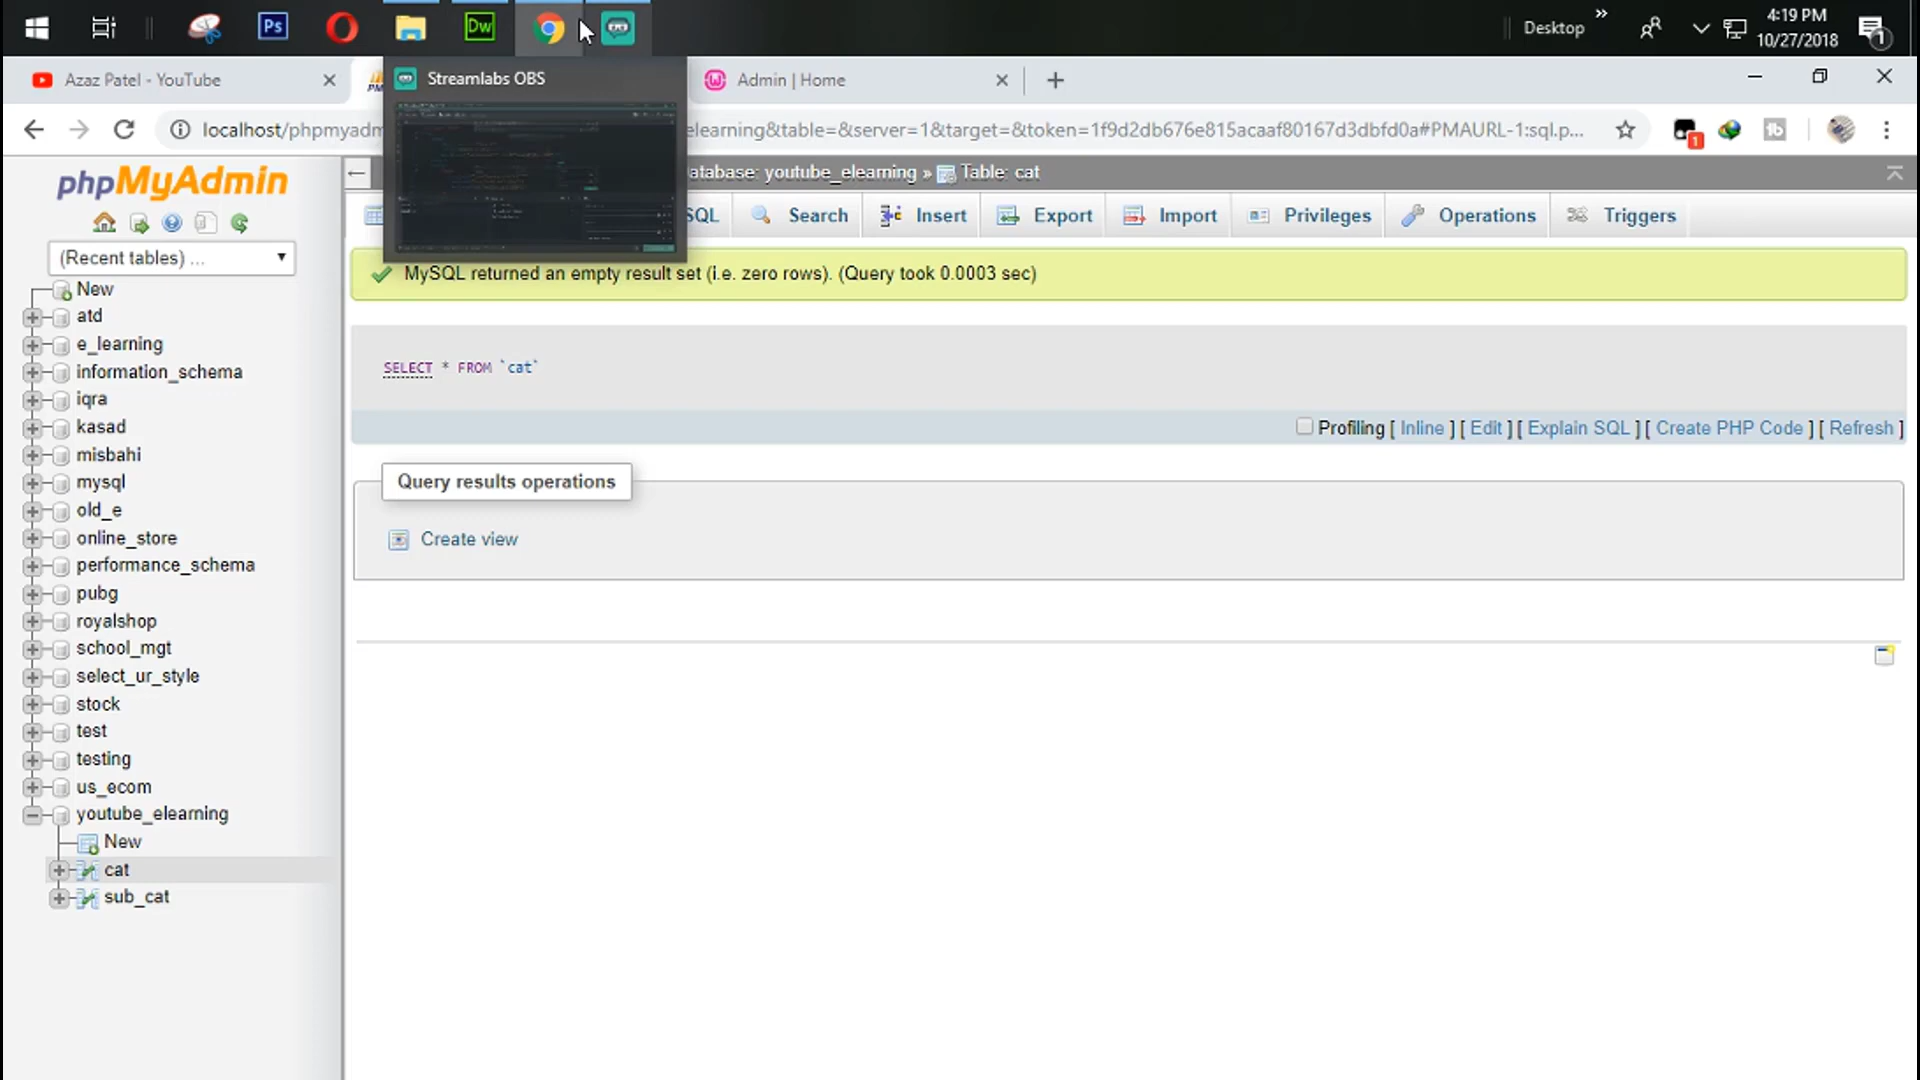 Ps
Dw
Desktop
»
4:19 PM
10/27/2018
1
Azaz Patel - YouTube
Streamlabs OBS
Admin | Home
localhost/phpmyadm
elearning&table=&server=1&target=&token=1f9d2db676e815acaaf80167d3dbfd0a#PMAURL-1:sql.p...
1
phpMyAdmin
atabase: youtube_elearning » Table: cat
SQL
Search
Insert
Export
Import
Privileges
Operations
Triggers
(Recent tables) ...
MySQL returned an empty result set (i.e. zero rows). (Query took 0.0003 sec)
SELECT * FROM `cat`
Profiling [ Inline ] [ Edit ] [ Explain SQL ] [ Create PHP Code ] [ Refresh ]
Query results operations
Create view
New
atd
e_learning
information_schema
iqra
kasad
misbahi
mysql
old_e
online_store
performance_schema
pubg
royalshop
school_mgt
select_ur_style
stock
test
testing
us_ecom
youtube_elearning
New
cat
sub_cat